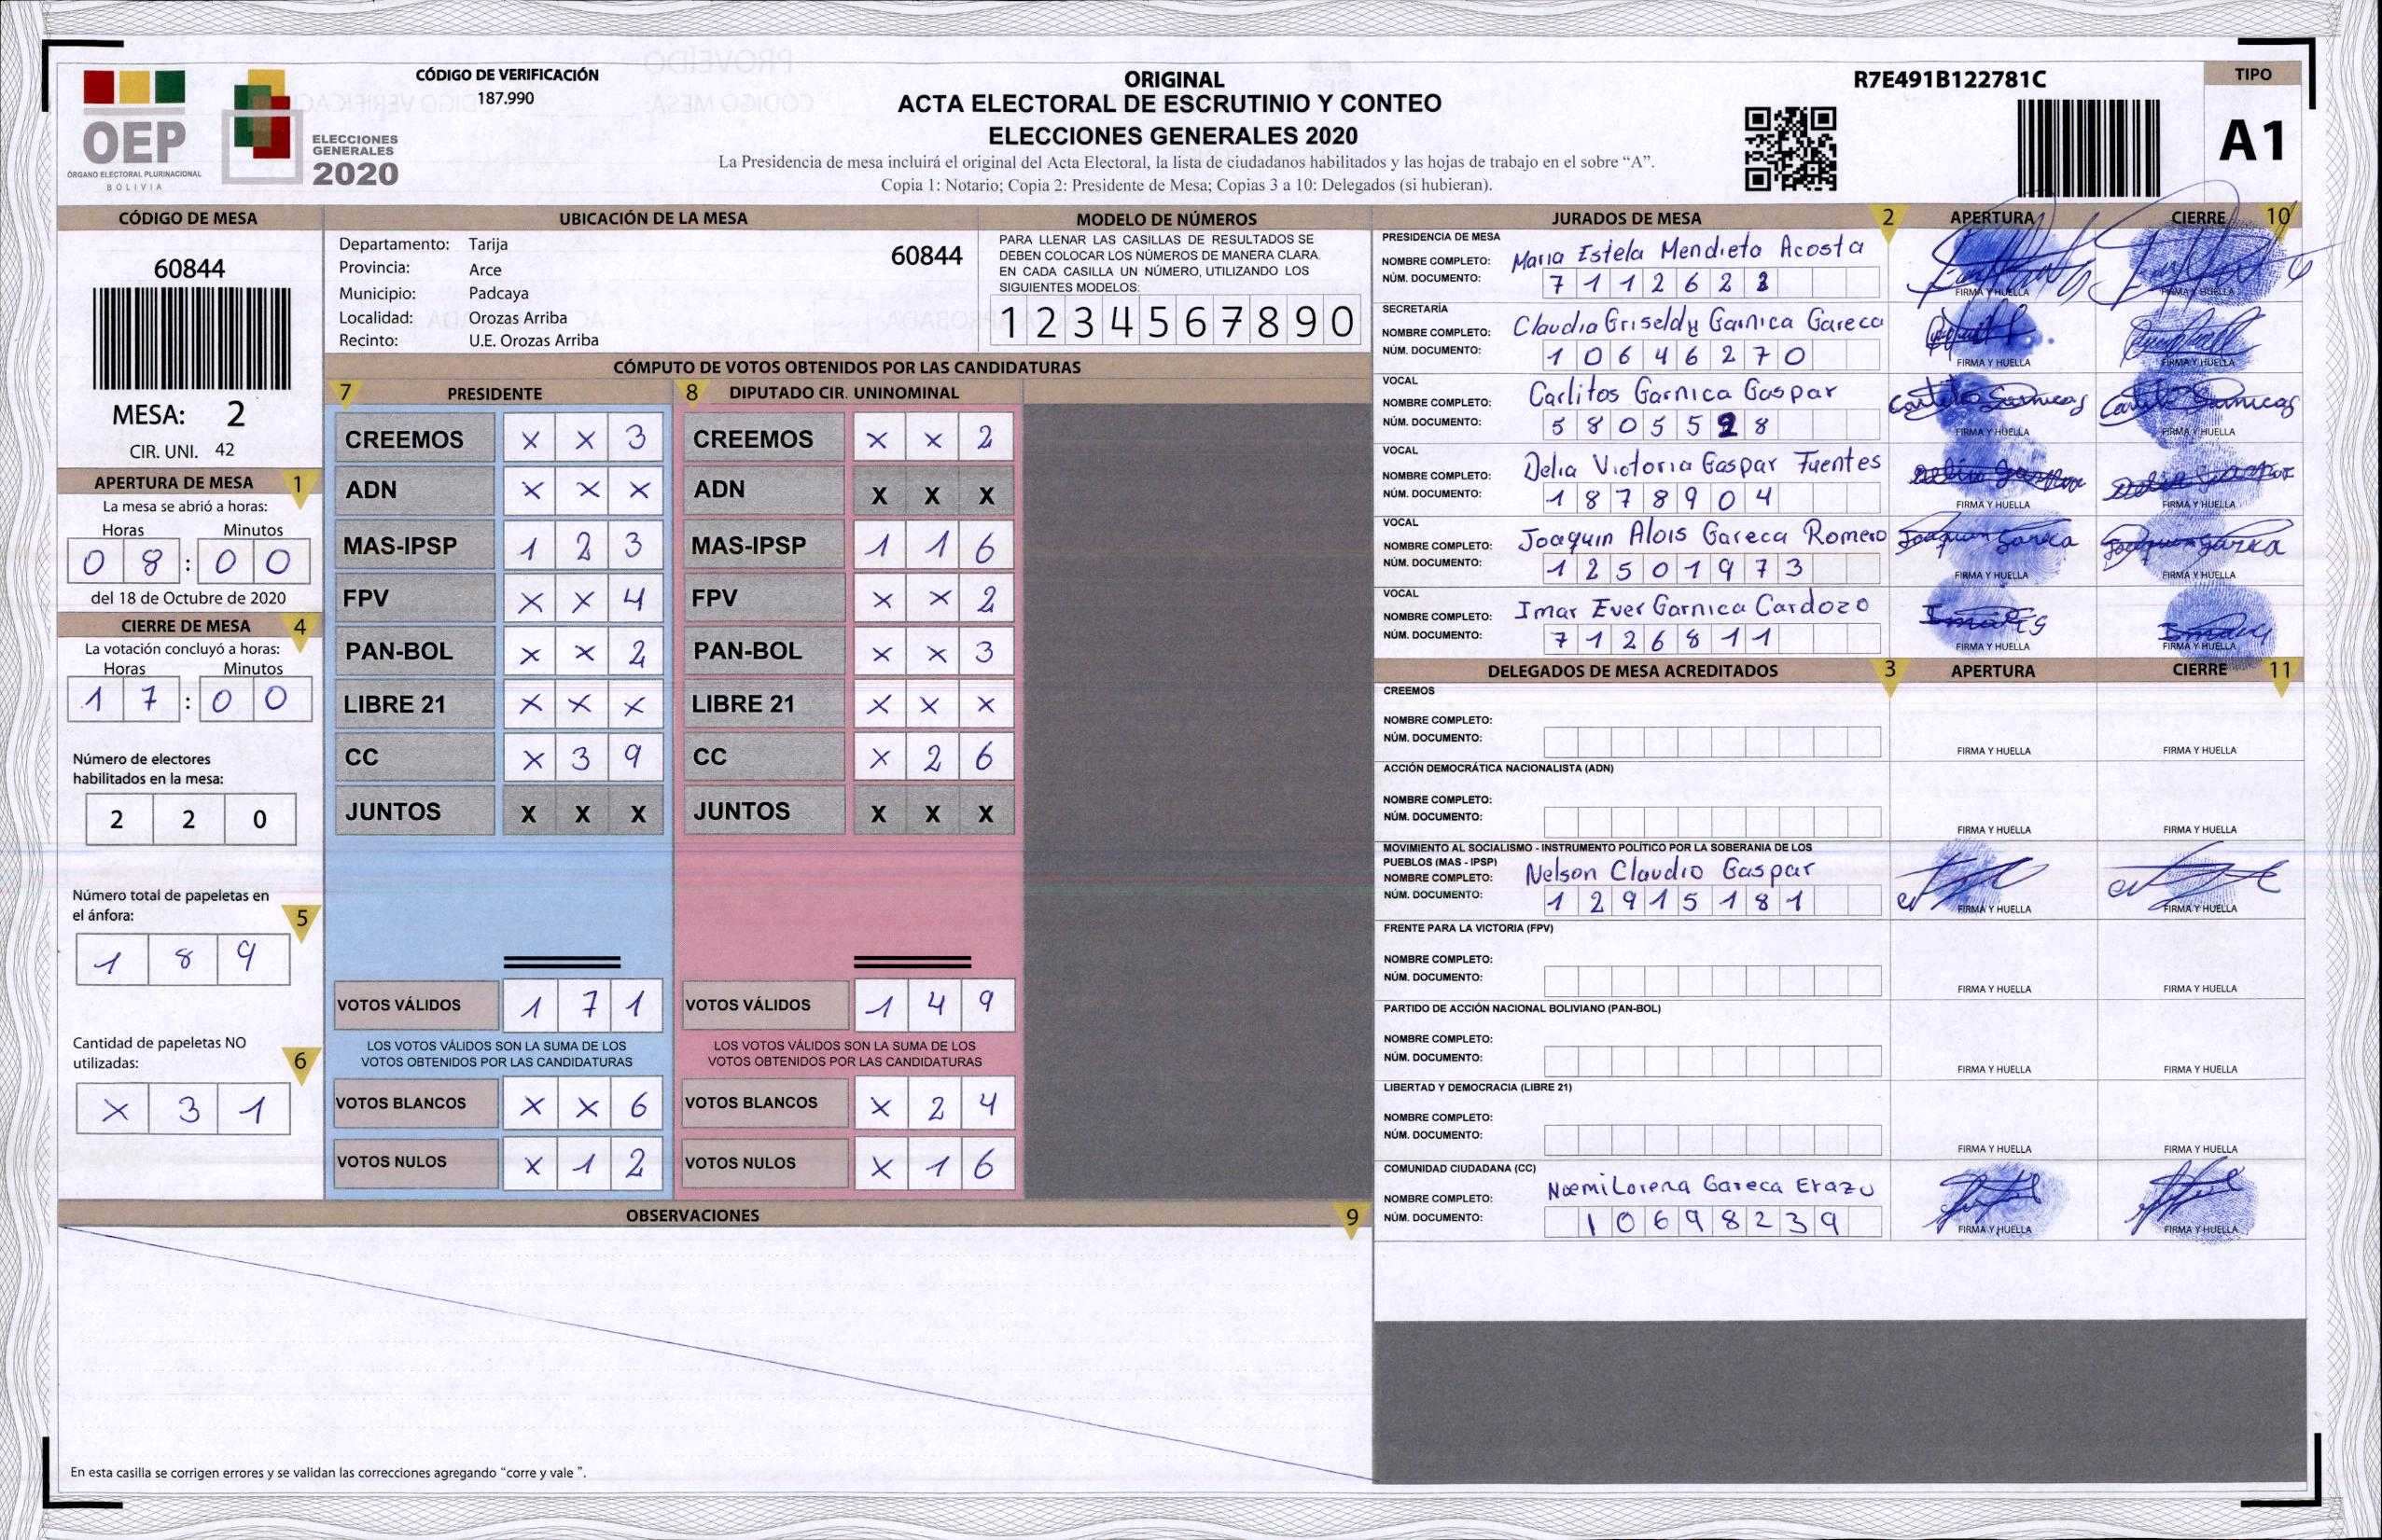 CÓDIGO DE VERIFICACIÓN
187.990
OEP
ÓRGANO ELECTORAL PLURINACIONAL
BOLIVIA
ELECCIONES
GENERALES
2020
ORIGINAL
ACTA ELECTORAL DE ESCRUTINIO Y CONTEO
ELECCIONES GENERALES 2020
La Presidencia de mesa incluirá el original del Acta Electoral, la lista de ciudadanos habilitados y las hojas de trabajo en el sobre “A”.
Copia 1: Notario; Copia 2: Presidente de Mesa; Copias 3 a 10: Delegados (si hubieran).
R7E491B122781C
TIPO
A1
CÓDIGO DE MESA
60844
MESA: 2
CIR. UNI. 42
APERTURA DE MESA 1
La mesa se abrió a horas:
Horas Minutos
0 8 : 0 0
del 18 de Octubre de 2020
CIERRE DE MESA 4
La votación concluyó a horas:
Horas Minutos
1 7 : 0 0
Número de electores
habilitados en la mesa:
2 2 0
Número total de papeletas en
el ánfora: 5
1 8 9
Cantidad de papeletas NO
utilizadas: 6
X 3 1
UBICACIÓN DE LA MESA
Departamento: Tarija 60844
Provincia: Arce
Municipio: Padcaya
Localidad: Orozas Arriba
Recinto: U.E. Orozas Arriba
MODELO DE NÚMEROS
PARA LLENAR LAS CASILLAS DE RESULTADOS SE
DEBEN COLOCAR LOS NÚMEROS DE MANERA CLARA.
EN CADA CASILLA UN NÚMERO, UTILIZANDO LOS
SIGUIENTES MODELOS:
1 2 3 4 5 6 7 8 9 0
CÓMPUTO DE VOTOS OBTENIDOS POR LAS CANDIDATURAS
7 PRESIDENTE
CREEMOS X X 3
ADN X X X
MAS-IPSP 1 2 3
FPV X X 4
PAN-BOL X X 2
LIBRE 21 X X X
CC X 3 9
JUNTOS X X X
VOTOS VÁLIDOS 1 7 1
LOS VOTOS VÁLIDOS SON LA SUMA DE LOS
VOTOS OBTENIDOS POR LAS CANDIDATURAS
VOTOS BLANCOS X X 6
VOTOS NULOS X 1 2
8 DIPUTADO CIR. UNINOMINAL
CREEMOS X X 2
ADN X X X
MAS-IPSP 1 1 6
FPV X X 2
PAN-BOL X X 3
LIBRE 21 X X X
CC X 2 6
JUNTOS X X X
VOTOS VÁLIDOS 1 4 9
LOS VOTOS VÁLIDOS SON LA SUMA DE LOS
VOTOS OBTENIDOS POR LAS CANDIDATURAS
VOTOS BLANCOS X 2 4
VOTOS NULOS X 1 6
OBSERVACIONES 9
En esta casilla se corrigen errores y se validan las correcciones agregando “corre y vale ”.
JURADOS DE MESA 2 APERTURA CIERRE 10
PRESIDENCIA DE MESA
NOMBRE COMPLETO: Maria Estela Mendieta Acosta
NÚM. DOCUMENTO: FIRMA Y HUELLA FIRMA Y HUELLA
SECRETARÍA
NOMBRE COMPLETO: Claudia Griseldy Garnica Gareca
NÚM. DOCUMENTO: 1 0 6 4 6 2 7 0 FIRMA Y HUELLA FIRMA Y HUELLA
VOCAL
NOMBRE COMPLETO: Carlitos Garnica Gaspar
NÚM. DOCUMENTO: FIRMA Y HUELLA FIRMA Y HUELLA
VOCAL
NOMBRE COMPLETO: Delia Victoria Gaspar Fuentes
NÚM. DOCUMENTO: 1 8 7 8 9 0 4 FIRMA Y HUELLA FIRMA Y HUELLA
VOCAL
NOMBRE COMPLETO: Joaquin Alois Gareca Romero
NÚM. DOCUMENTO: 1 2 5 0 1 9 7 3 FIRMA Y HUELLA FIRMA Y HUELLA
VOCAL
NOMBRE COMPLETO: Imar Ever Garnica Cardozo
NÚM. DOCUMENTO: 7 1 2 6 8 1 1 FIRMA Y HUELLA FIRMA Y HUELLA
DELEGADOS DE MESA ACREDITADOS 3 APERTURA CIERRE 11
CREEMOS
NOMBRE COMPLETO:
NÚM. DOCUMENTO: FIRMA Y HUELLA FIRMA Y HUELLA
ACCIÓN DEMOCRÁTICA NACIONALISTA (ADN)
NOMBRE COMPLETO:
NÚM. DOCUMENTO: FIRMA Y HUELLA FIRMA Y HUELLA
MOVIMIENTO AL SOCIALISMO - INSTRUMENTO POLÍTICO POR LA SOBERANIA DE LOS
PUEBLOS (MAS - IPSP)
NOMBRE COMPLETO: Nelson Claudio Gaspar
NÚM. DOCUMENTO: 1 2 9 1 5 1 8 1 FIRMA Y HUELLA FIRMA Y HUELLA
FRENTE PARA LA VICTORIA (FPV)
NOMBRE COMPLETO:
NÚM. DOCUMENTO: FIRMA Y HUELLA FIRMA Y HUELLA
PARTIDO DE ACCIÓN NACIONAL BOLIVIANO (PAN-BOL)
NOMBRE COMPLETO:
NÚM. DOCUMENTO: FIRMA Y HUELLA FIRMA Y HUELLA
LIBERTAD Y DEMOCRACIA (LIBRE 21)
NOMBRE COMPLETO:
NÚM. DOCUMENTO: FIRMA Y HUELLA FIRMA Y HUELLA
COMUNIDAD CIUDADANA (CC)
NOMBRE COMPLETO: Noemi Lorena Gareca Erazo
NÚM. DOCUMENTO: 1 0 6 9 8 2 3 9 FIRMA Y HUELLA FIRMA Y HUELLA